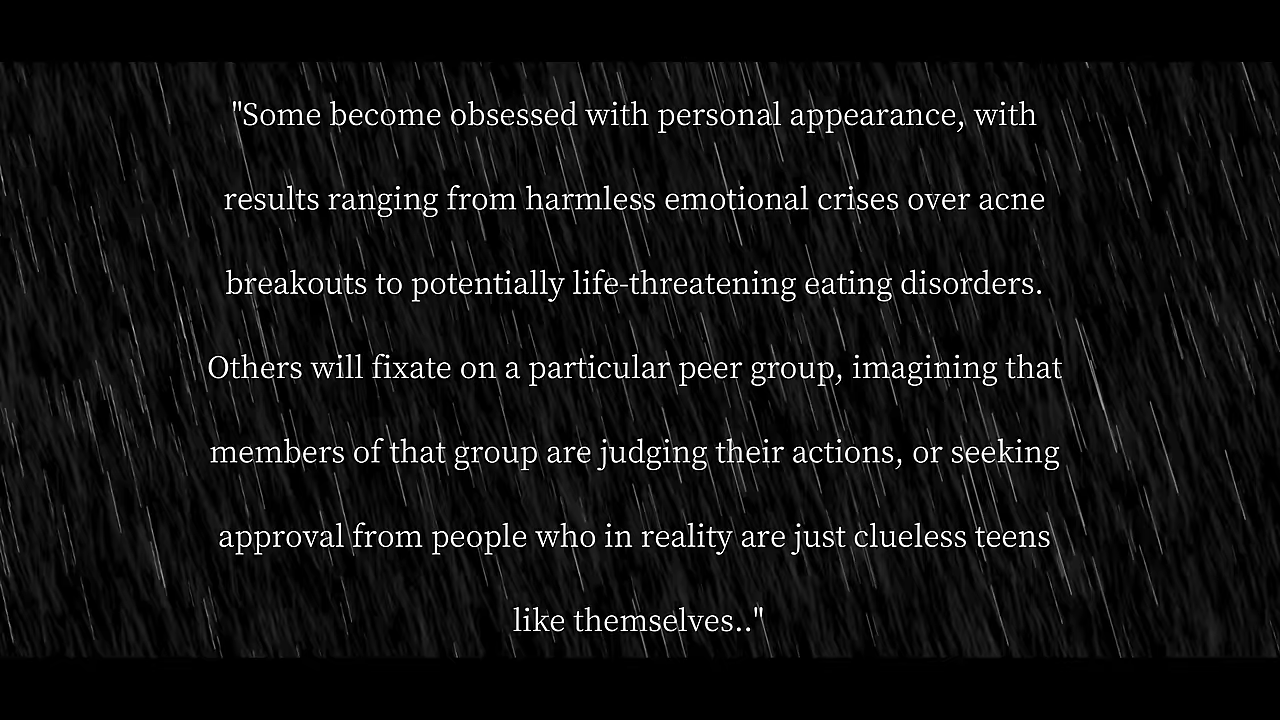 "Some become obsessed with personal appearance, with
results ranging from harmless emotional crises over acne
breakouts to potentially life-threatening eating disorders.
Others will fixate on a particular peer group, imagining that
members of that group are judging their actions, or seeking
approval from people who in reality are just clueless teens
like themselves.."